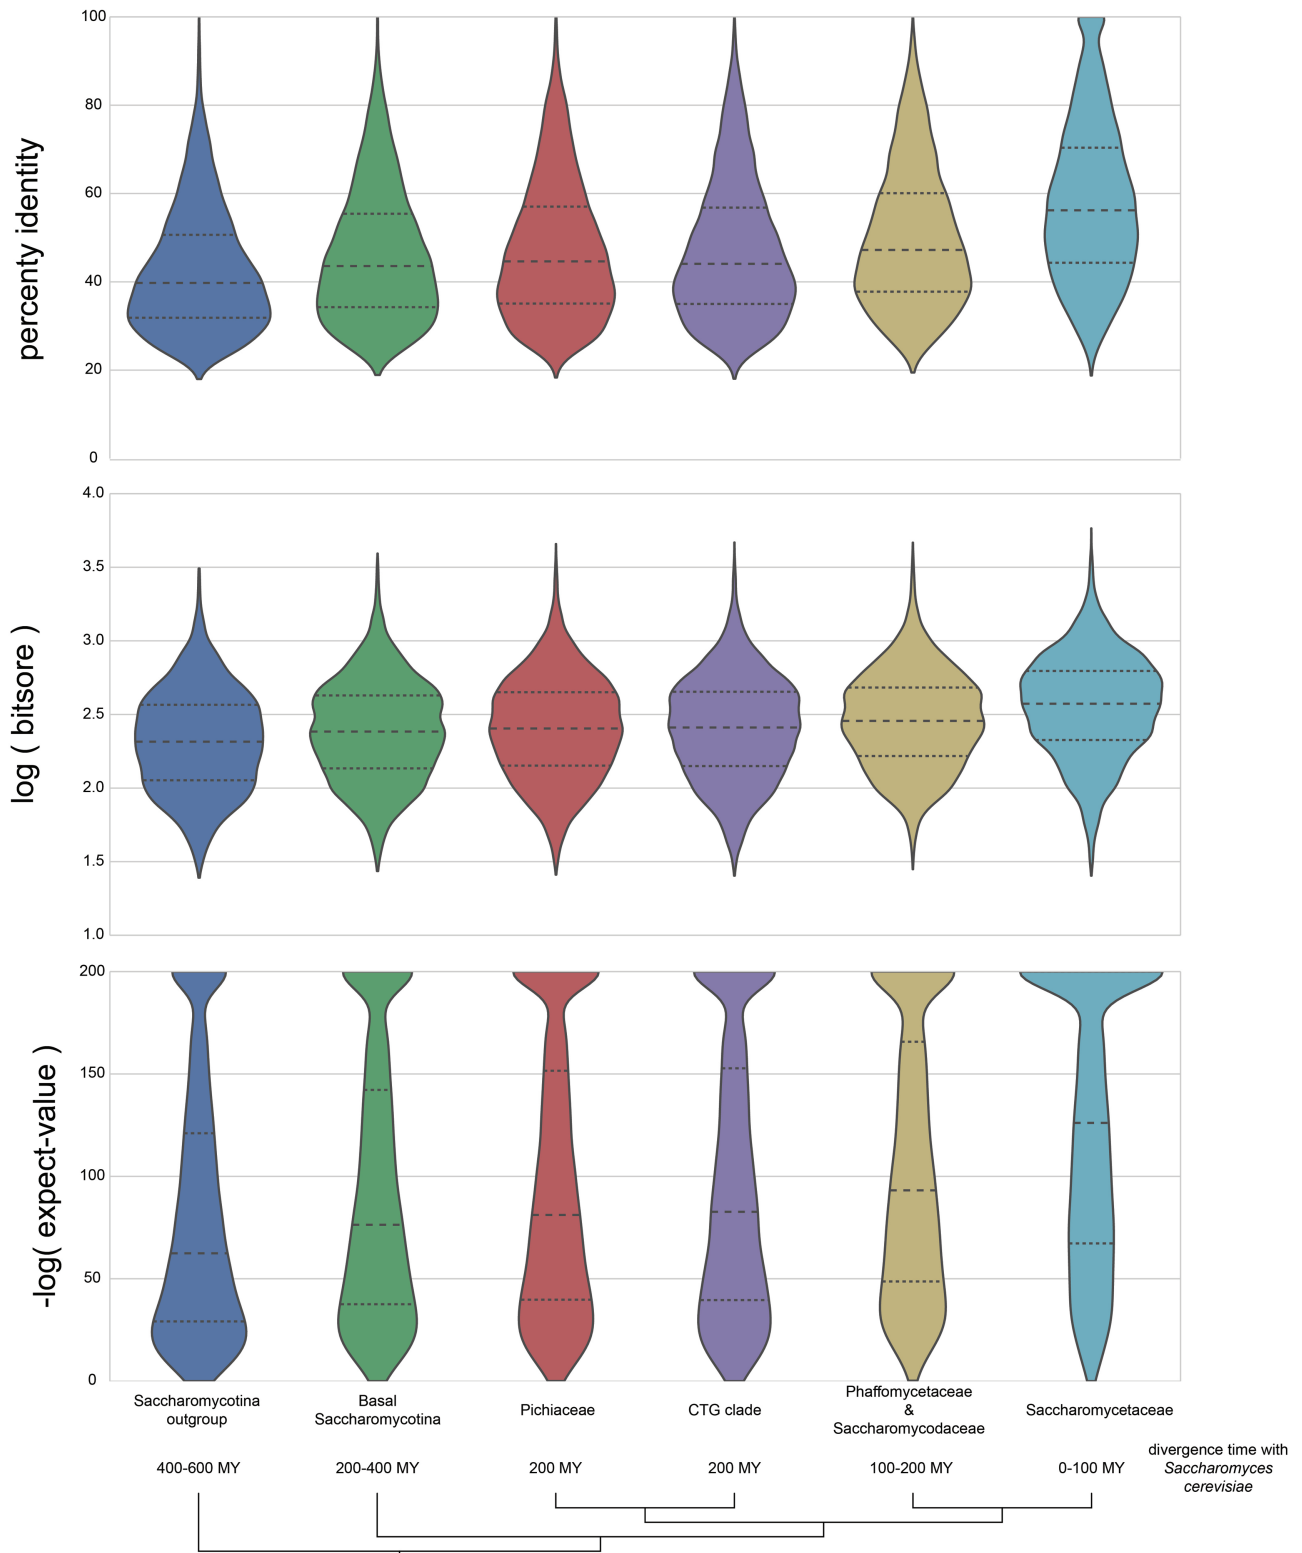 100
80
60
40
20
0
percenty identity
4.0
3.5
3.0
2.5
2.0
1.5
1.0
log ( bitsore )
200
150
100
50
0
-log( expect-value )
Saccharomycotina
outgroup
Basal
Saccharomycotina
Pichiaceae
CTG clade
Phaffomycetaceae
&
Saccharomycodaceae
Saccharomycetaceae
400-600 MY
200-400 MY
200 MY
200 MY
100-200 MY
0-100 MY
divergence time with
Saccharomyces
cerevisiae